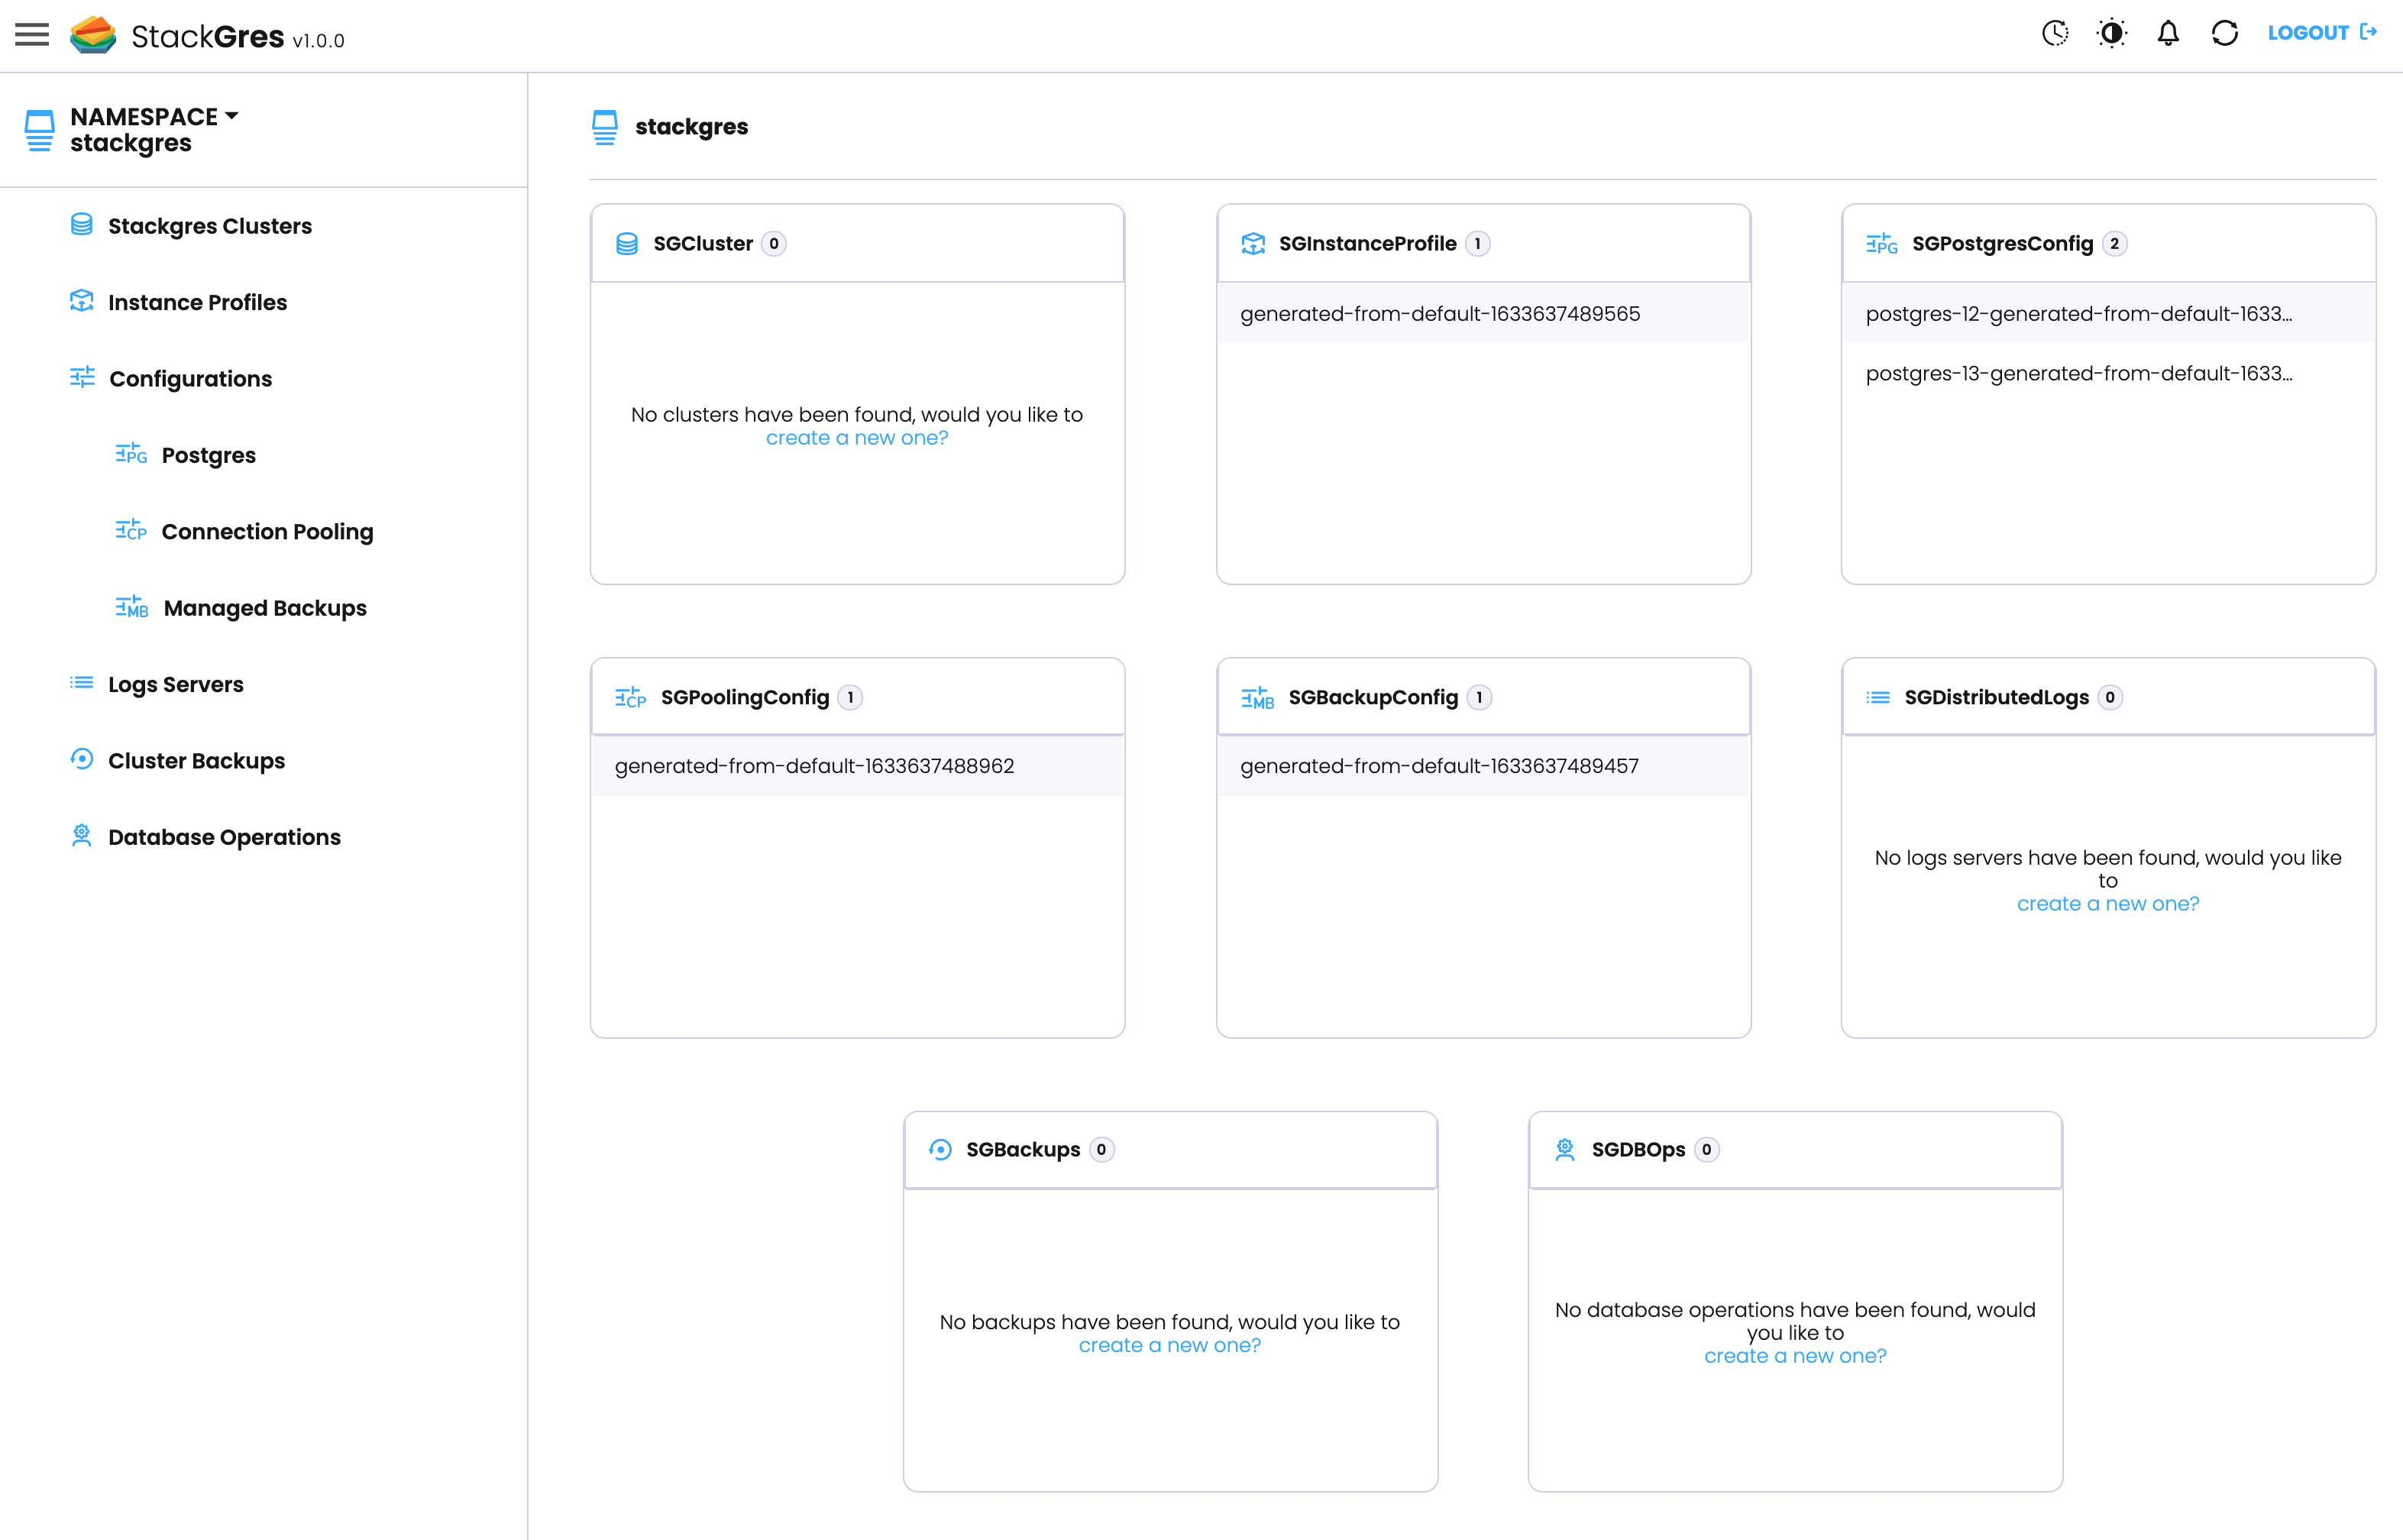 StackGres v1.0.0
LOGOUT
NAMESPACE
stackgres
Stackgres Clusters
Instance Profiles
Configurations
PG Postgres
CP Connection Pooling
MB Managed Backups
Logs Servers
Cluster Backups
Database Operations
stackgres
SGCluster 0
No clusters have been found, would you like to
create a new one?
SGInstanceProfile 1
generated-from-default-1633637489565
PG SGPostgresConfig 2
postgres-12-generated-from-default-1633...
postgres-13-generated-from-default-1633...
CP SGPoolingConfig 1
generated-from-default-1633637488962
MB SGBackupConfig 1
generated-from-default-1633637489457
SGDistributedLogs 0
No logs servers have been found, would you like
to
create a new one?
SGBackups 0
No backups have been found, would you like to
create a new one?
SGDBOps 0
No database operations have been found, would
you like to
create a new one?